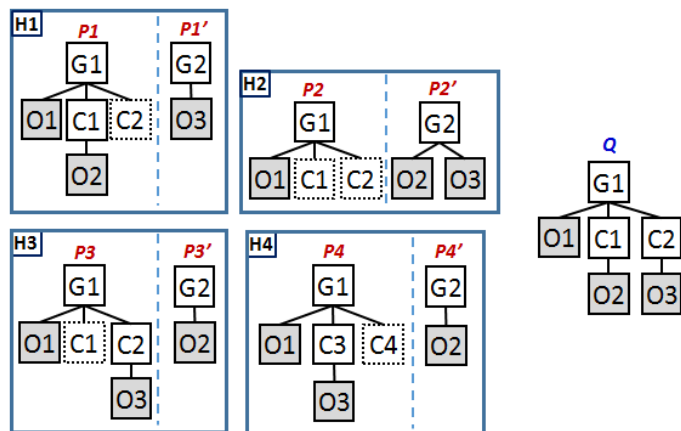 H1
P1 P1’
G1 G2
O1 C1 C2 O3
O2
H2
P2 P2’
G1 G2
O1 C1 C2 O2 O3
H3
P3 P3’
G1 G2
O1 C1 C2 O2
O3
H4
P4 P4’
G1 G2
O1 C3 C4 O2
O3
Q
G1
O1 C1 C2
O2 O3